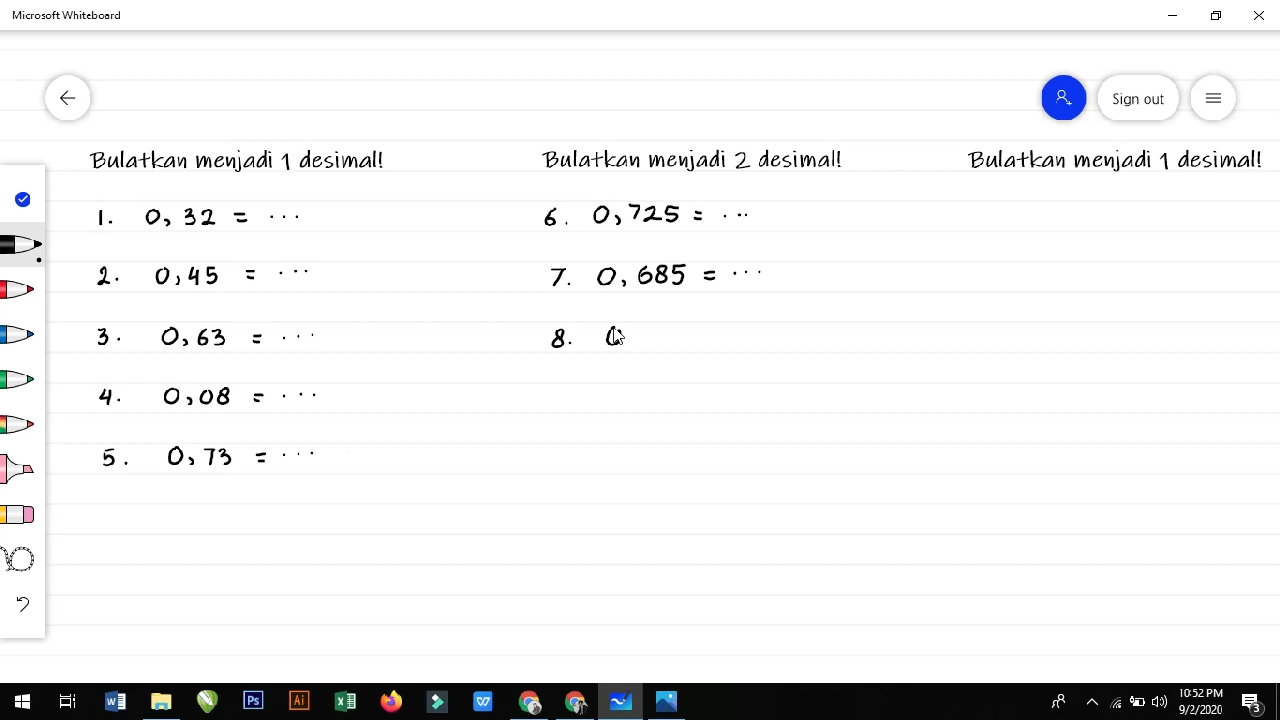 Microsoft Whiteboard
Sign out
Bulatkan menjadi 1 desimal!
1. 0,32 = ...
2. 0,45 = ...
3. 0,63 = ...
4. 0,08 = ...
5. 0,73 = ...
Bulatkan menjadi 2 desimal!
6. 0,725 = ...
7. 0,685 = ...
8. 0
Bulatkan menjadi 1 desimal!
10:52 PM
9/2/2020
3